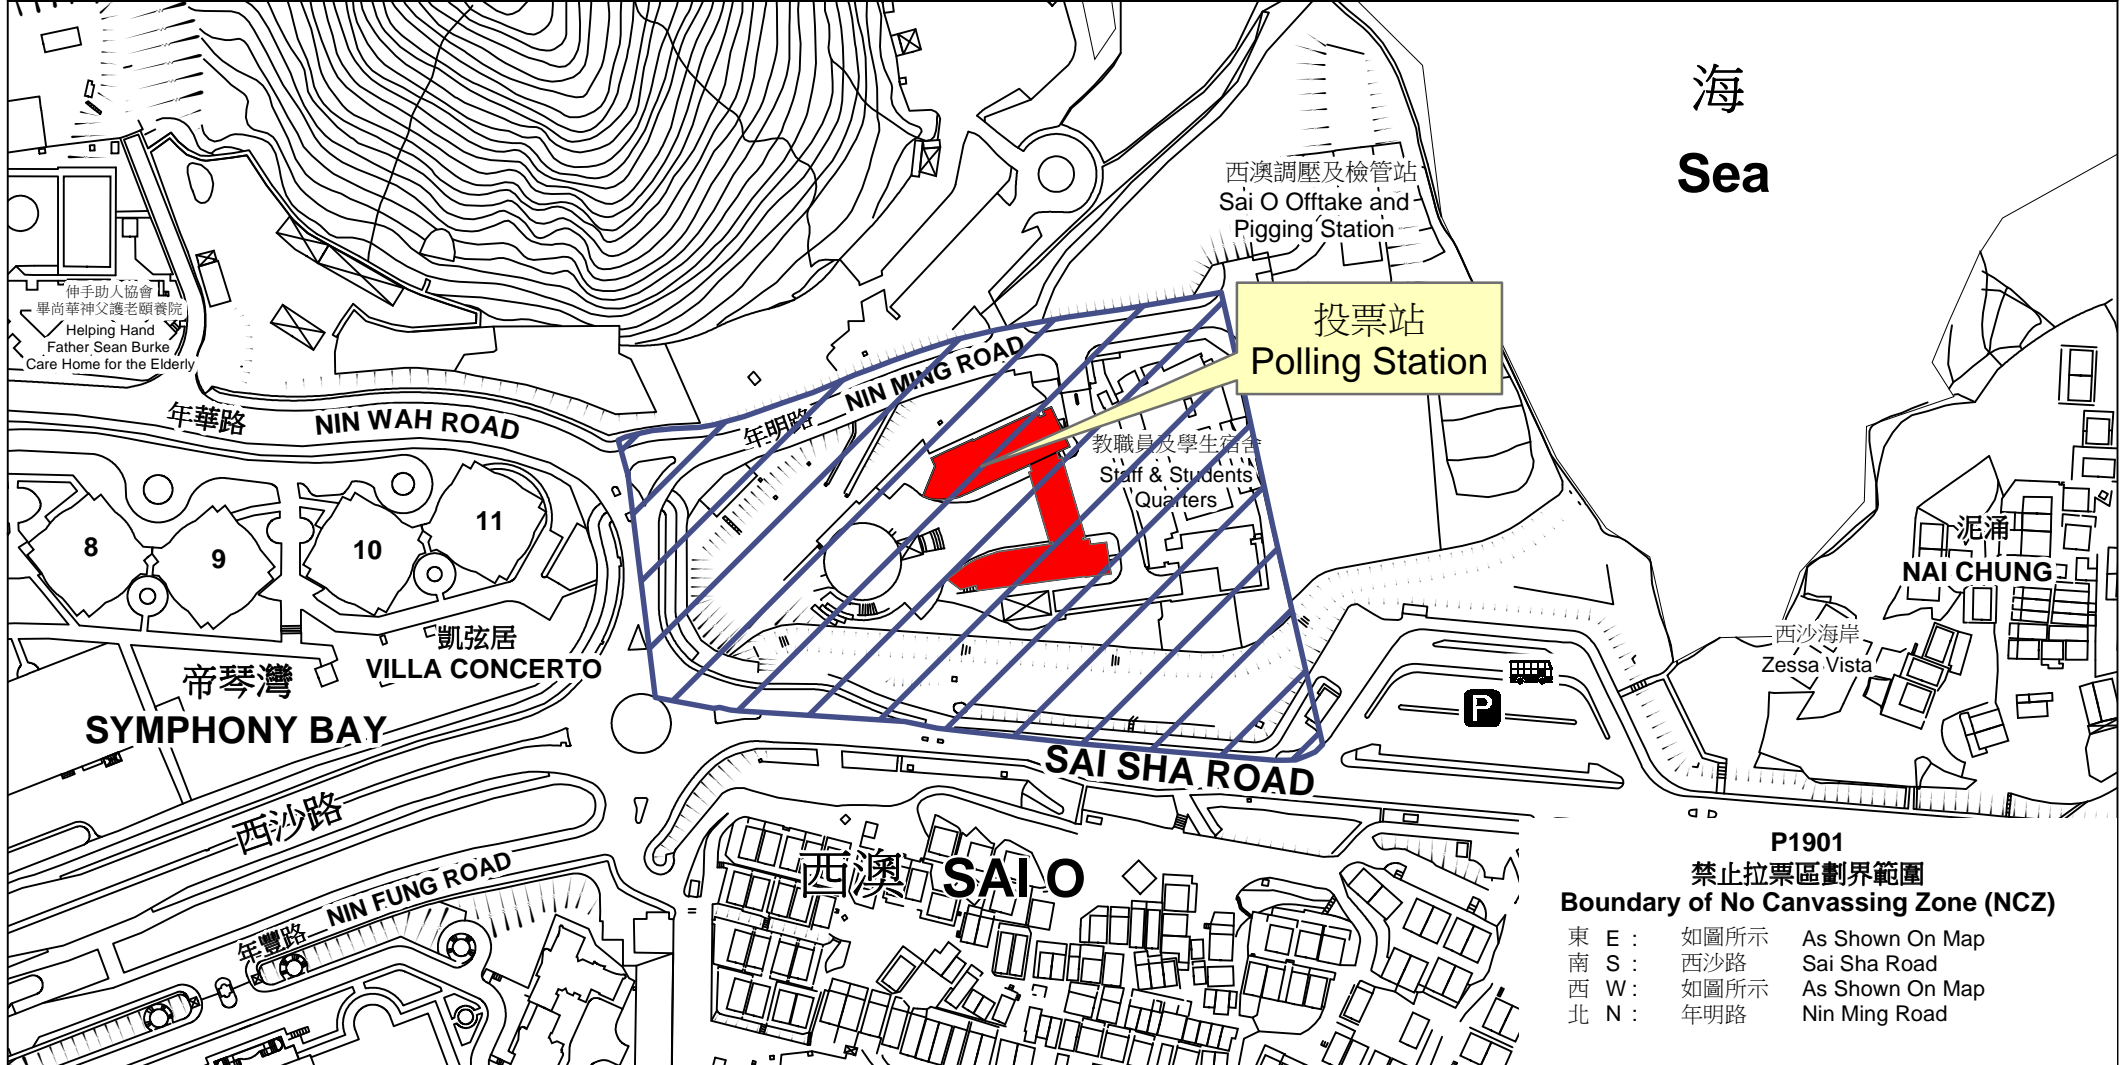 海
Sea
西澳調壓及檢管站
Sai O Offtake and
Pigging Station
伸手助人協會
畢尚華神父護老頤養院
Helping Hand
Father Sean Burke
Care Home for the Elderly
投票站
Polling Station
年華路
NIN WAH ROAD
年明路
NIN MING ROAD
教職員及學生宿舍
Staff & Students
Quarters
8
9
10
11
泥涌
NAI CHUNG
西沙海岸
Zessa Vista
凱弦居
VILLA CONCERTO
帝琴灣
SYMPHONY BAY
P
SAI SHA ROAD
西沙路
年豐路
NIN FUNG ROAD
西澳 SAI O
P1901
禁止拉票區劃界範圍
Boundary of No Canvassing Zone (NCZ)
東 E : 如圖所示 As Shown On Map
南 S : 西沙路 Sai Sha Road
西 W : 如圖所示 As Shown On Map
北 N : 年明路 Nin Ming Road